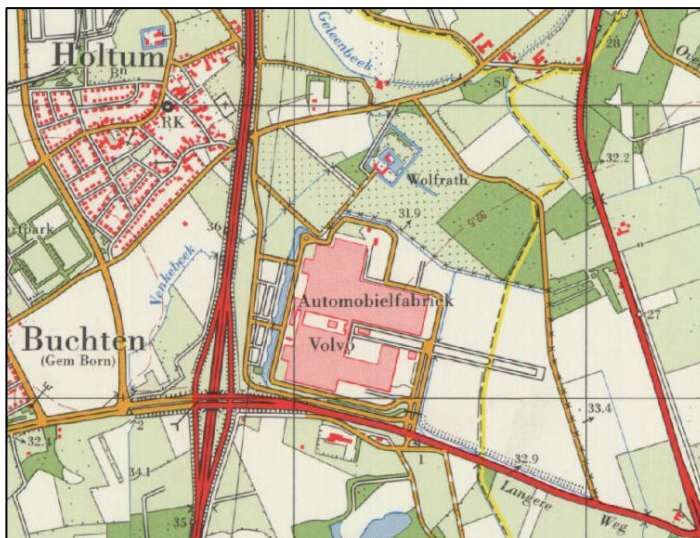 Geleenbeek
Holtum
Bn
28
RK
St
Wolfrath
32.2
31.9
32.5
36
Venkebeek
Automobielfabriek
Volvo
27
Buchten
(Gem Born)
33.4
2
32.4
1
34.1
32.9
Langere
Weg
35